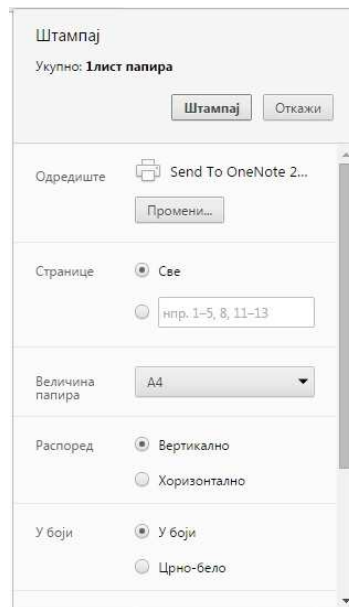 Штампај
Укупно: 1лист папира
Штампај Откажи
Одредиште Send To OneNote 2...
Промени...
Странице Све
нпр. 1–5, 8, 11–13
Величина папира A4
Распоред Вертикално
Хоризонтално
У боји У боји
Црно-бело